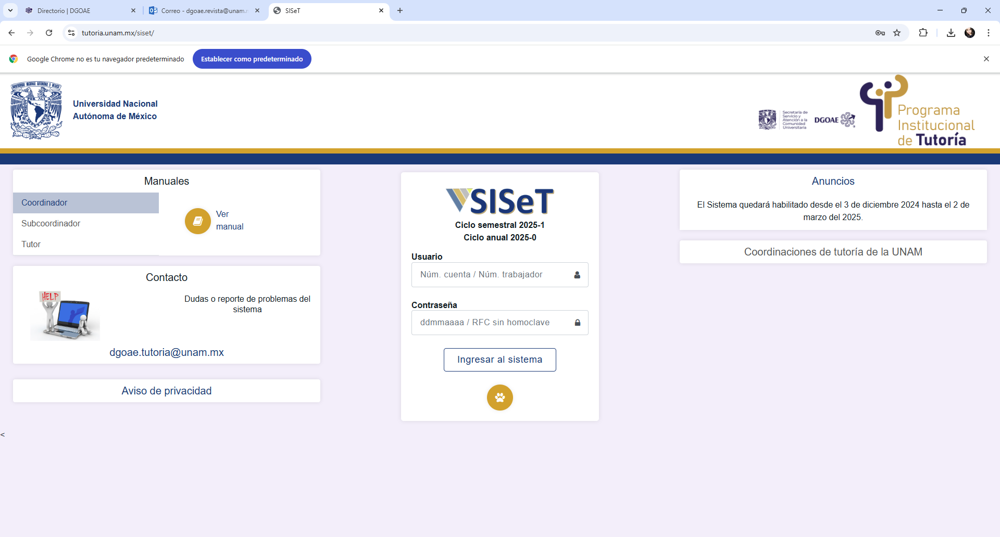 Directorio | DGOAE
Correo - dgoae.revista@unam.n
SISeT
tutoria.unam.mx/siset/
Google Chrome no es tu navegador predeterminado
Establecer como predeterminado
Universidad Nacional
Autónoma de México
Secretaría de
Servicio y
Atención a la
Comunidad
Universitaria
DGOAE
Programa
Institucional
de Tutoría
Manuales
Coordinador
Subcoordinador
Tutor
Ver
manual
Contacto
HELP
Dudas o reporte de problemas del
sistema
dgoae.tutoria@unam.mx
Aviso de privacidad
<
SISeT
Ciclo semestral 2025-1
Ciclo anual 2025-0
Usuario
Núm. cuenta / Núm. trabajador
Contraseña
ddmmaaaa / RFC sin homoclave
Ingresar al sistema
Anuncios
El Sistema quedará habilitado desde el 3 de diciembre 2024 hasta el 2 de
marzo del 2025.
Coordinaciones de tutoría de la UNAM